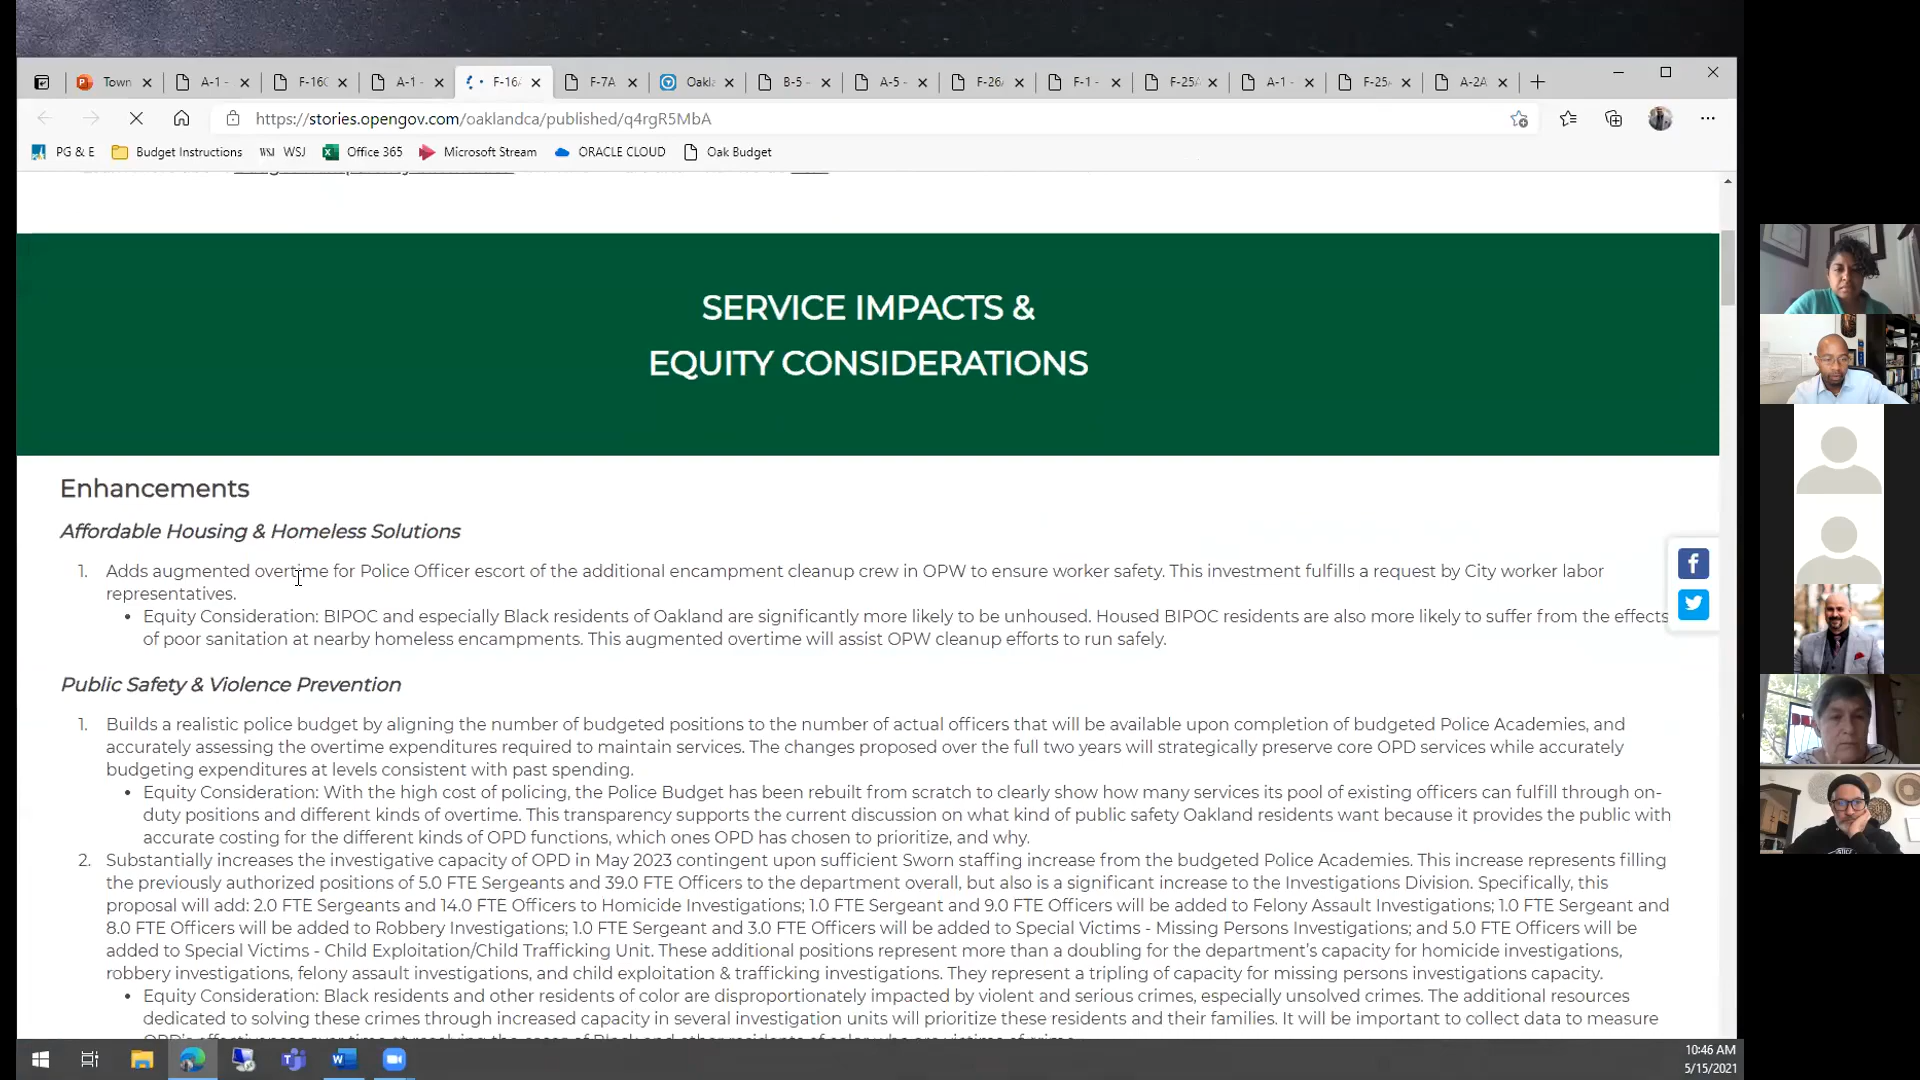 Town
A-1 -
F-16C
A-1 -
F-16A
F-7A
Oakla
B-5 -
A-5 -
F-26A
F-1 -
F-25A
A-1 -
F-25A
A-2A
https://stories.opengov.com/oaklandca/published/q4rgR5MbA
PG & E
Budget Instructions
WSJ WSJ
Office 365
Microsoft Stream
ORACLE CLOUD
Oak Budget
SERVICE IMPACTS &
EQUITY CONSIDERATIONS
Enhancements
Affordable Housing & Homeless Solutions
1. Adds augmented overtime for Police Officer escort of the additional encampment cleanup crew in OPW to ensure worker safety. This investment fulfills a request by City worker labor
representatives.
• Equity Consideration: BIPOC and especially Black residents of Oakland are significantly more likely to be unhoused. Housed BIPOC residents are also more likely to suffer from the effects
of poor sanitation at nearby homeless encampments. This augmented overtime will assist OPW cleanup efforts to run safely.
Public Safety & Violence Prevention
1. Builds a realistic police budget by aligning the number of budgeted positions to the number of actual officers that will be available upon completion of budgeted Police Academies, and
accurately assessing the overtime expenditures required to maintain services. The changes proposed over the full two years will strategically preserve core OPD services while accurately
budgeting expenditures at levels consistent with past spending.
• Equity Consideration: With the high cost of policing, the Police Budget has been rebuilt from scratch to clearly show how many services its pool of existing officers can fulfill through on-
duty positions and different kinds of overtime. This transparency supports the current discussion on what kind of public safety Oakland residents want because it provides the public with
accurate costing for the different kinds of OPD functions, which ones OPD has chosen to prioritize, and why.
2. Substantially increases the investigative capacity of OPD in May 2023 contingent upon sufficient Sworn staffing increase from the budgeted Police Academies. This increase represents filling
the previously authorized positions of 5.0 FTE Sergeants and 39.0 FTE Officers to the department overall, but also is a significant increase to the Investigations Division. Specifically, this
proposal will add: 2.0 FTE Sergeants and 14.0 FTE Officers to Homicide Investigations; 1.0 FTE Sergeant and 9.0 FTE Officers will be added to Felony Assault Investigations; 1.0 FTE Sergeant and
8.0 FTE Officers will be added to Robbery Investigations; 1.0 FTE Sergeant and 3.0 FTE Officers will be added to Special Victims - Missing Persons Investigations; and 5.0 FTE Officers will be
added to Special Victims - Child Exploitation/Child Trafficking Unit. These additional positions represent more than a doubling for the department's capacity for homicide investigations,
robbery investigations, felony assault investigations, and child exploitation & trafficking investigations. They represent a tripling of capacity for missing persons investigations capacity.
• Equity Consideration: Black residents and other residents of color are disproportionately impacted by violent and serious crimes, especially unsolved crimes. The additional resources
dedicated to solving these crimes through increased capacity in several investigation units will prioritize these residents and their families. It will be important to collect data to measure
10:46 AM
5/15/2021